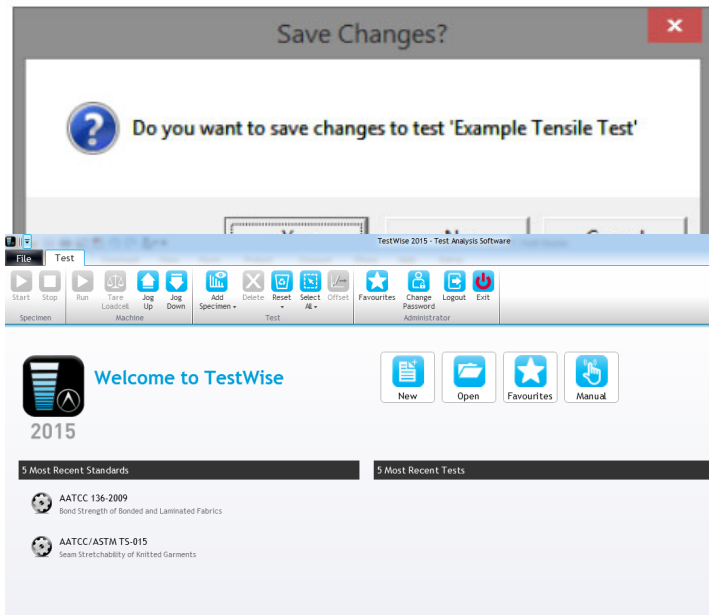 Save Changes?
Do you want to save changes to test 'Example Tensile Test'
TestWise 2015 - Test Analysis Software
File Test
Start Stop Run Tare Loadcell Jog Up Jog Down Add Specimen Delete Reset Select All Offset Favourites Change Password Logout Exit
Specimen Machine Test Administrator
Welcome to TestWise
New Open Favourites Manual
2015
5 Most Recent Standards 5 Most Recent Tests
AATCC 136-2009
Bond Strength of Bonded and Laminated Fabrics
AATCC/ASTM TS-015
Seam Stretchability of Knitted Garments